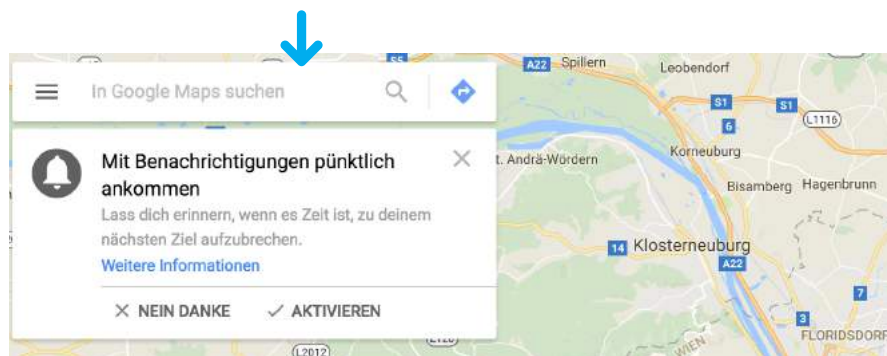 S5
A22
Spillern
Leobendorf
In Google Maps suchen
S1
S1
L1115
6
Mit Benachrichtigungen pünktlich
ankommen
t. Andrä-Wördern
Korneuburg
Bisamberg
Hagenbrunn
Lass dich erinnern, wenn es Zeit ist, zu deinem
nächsten Ziel aufzubrechen.
Weitere Informationen
14
Klosterneuburg
A22
7
NEIN DANKE
AKTIVIEREN
3
FLORIDSDORF
WIEN
L2012
L120